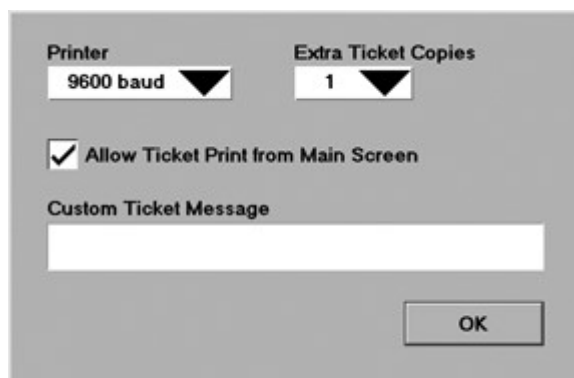 Printer
Extra Ticket Copies
9600 baud
1
Allow Ticket Print from Main Screen
Custom Ticket Message
OK